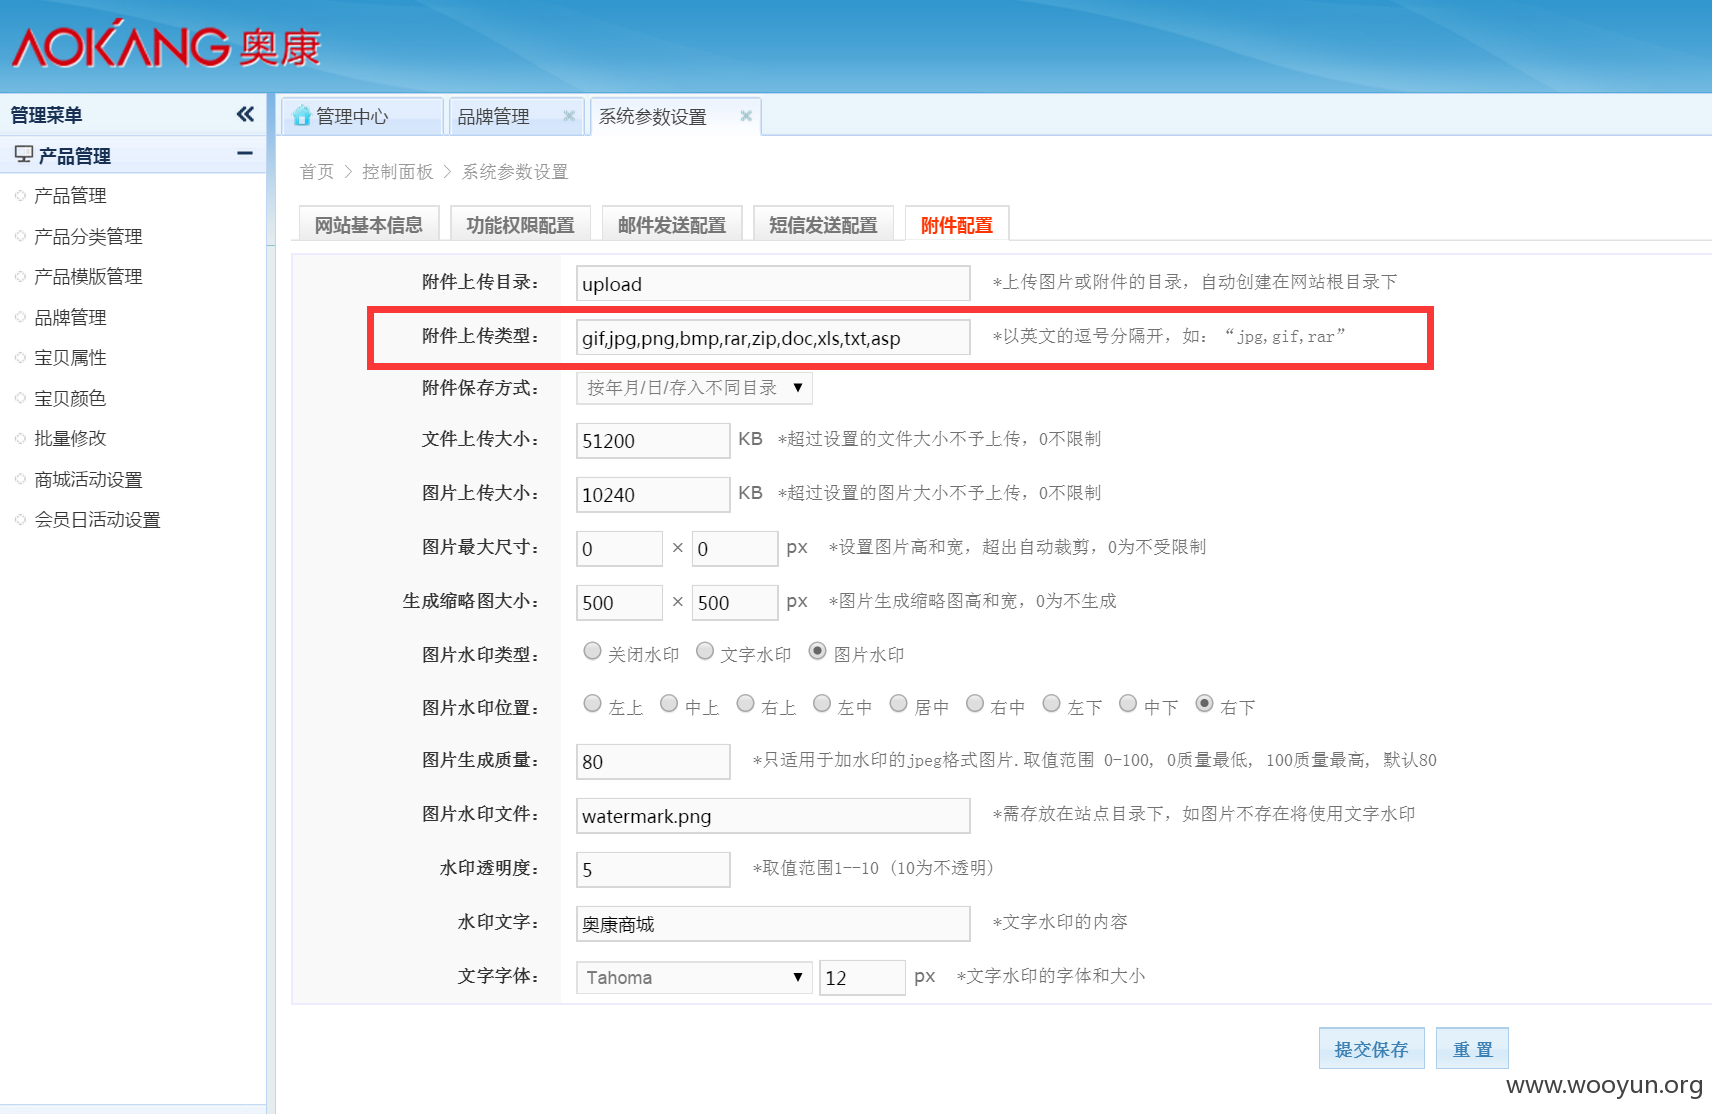 AOKANG 奥康
管理菜单
产品管理
产品管理
产品分类管理
产品模版管理
品牌管理
宝贝属性
宝贝颜色
批量修改
商城活动设置
会员日活动设置
管理中心 品牌管理 系统参数设置
首页 > 控制面板 > 系统参数设置
网站基本信息 功能权限配置 邮件发送配置 短信发送配置 附件配置
附件上传目录： upload *上传图片或附件的目录，自动创建在网站根目录下
附件上传类型： gif,jpg,png,bmp,rar,zip,doc,xls,txt,asp *以英文的逗号分隔开，如：“jpg,gif,rar”
附件保存方式： 按年月/日/存入不同目录 ▼
文件上传大小： 51200 KB *超过设置的文件大小不予上传，0不限制
图片上传大小： 10240 KB *超过设置的图片大小不予上传，0不限制
图片最大尺寸： 0 × 0 px *设置图片高和宽，超出自动裁剪，0为不受限制
生成缩略图大小： 500 × 500 px *图片生成缩略图高和宽，0为不生成
图片水印类型： 关闭水印 文字水印 图片水印
图片水印位置： 左上 中上 右上 左中 居中 右中 左下 中下 右下
图片生成质量： 80 *只适用于加水印的jpeg格式图片.取值范围 0-100, 0质量最低, 100质量最高, 默认80
图片水印文件： watermark.png *需存放在站点目录下，如图片不存在将使用文字水印
水印透明度： 5 *取值范围1--10 (10为不透明)
水印文字： 奥康商城 *文字水印的内容
文字字体： Tahoma ▼ 12 px *文字水印的字体和大小
提交保存 重 置
www.wooyun.org